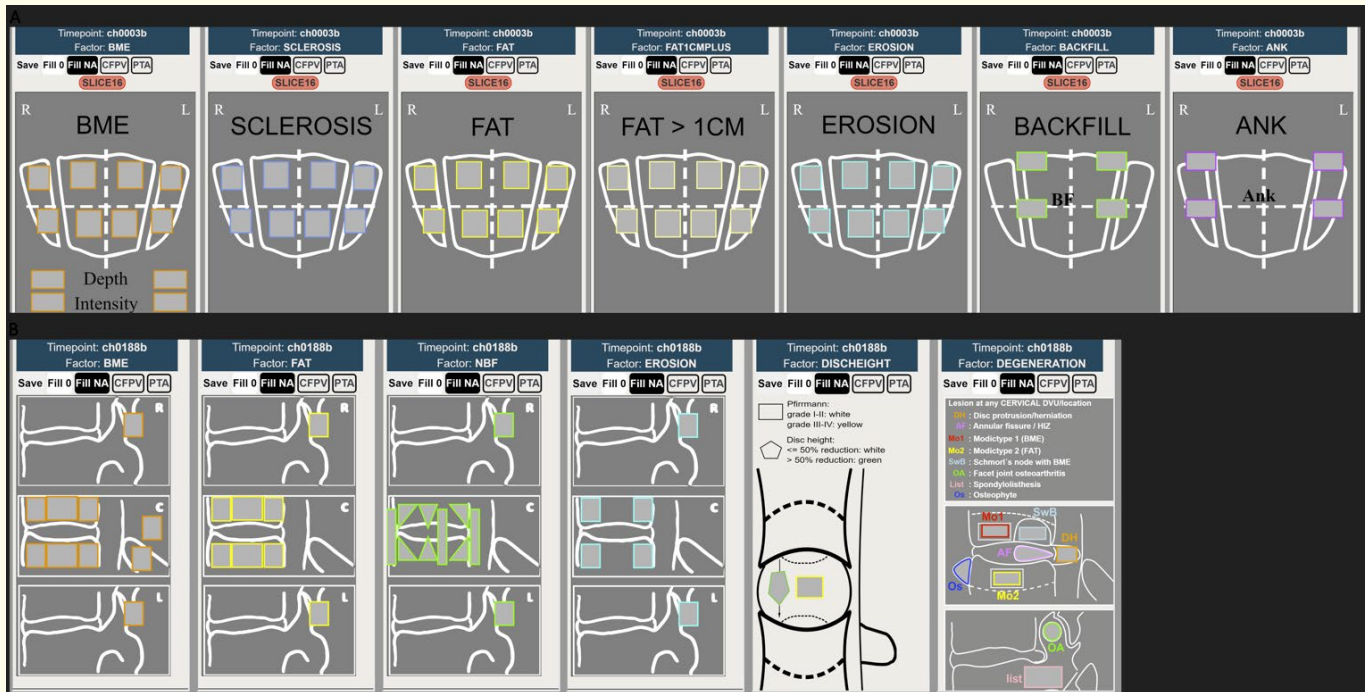 A
Timepoint: ch0003b
Factor: BME
Save Fill 0 Fill NA CFPV PTA
SLICE16
R L
BME
Depth
Intensity
Timepoint: ch0003b
Factor: SCLEROSIS
Save Fill 0 Fill NA CFPV PTA
SLICE16
R L
SCLEROSIS
Timepoint: ch0003b
Factor: FAT
Save Fill 0 Fill NA CFPV PTA
SLICE16
R L
FAT
Timepoint: ch0003b
Factor: FAT1CMPLUS
Save Fill 0 Fill NA CFPV PTA
SLICE16
R L
FAT > 1CM
Timepoint: ch0003b
Factor: EROSION
Save Fill 0 Fill NA CFPV PTA
SLICE16
R L
EROSION
Timepoint: ch0003b
Factor: BACKFILL
Save Fill 0 Fill NA CFPV PTA
SLICE16
R L
BACKFILL
BF
Timepoint: ch0003b
Factor: ANK
Save Fill 0 Fill NA CFPV PTA
SLICE16
R L
ANK
Ank
B
Timepoint: ch0188b
Factor: BME
Save Fill 0 Fill NA CFPV PTA
R
C
L
Timepoint: ch0188b
Factor: FAT
Save Fill 0 Fill NA CFPV PTA
R
C
L
Timepoint: ch0188b
Factor: NBF
Save Fill 0 Fill NA CFPV PTA
R
C
L
Timepoint: ch0188b
Factor: EROSION
Save Fill 0 Fill NA CFPV PTA
R
C
L
Timepoint: ch0188b
Factor: DISCHEIGHT
Save Fill 0 Fill NA CFPV PTA
Pfirrmann:
grade I-II: white
grade III-IV: yellow
Disc height:
<= 50% reduction: white
> 50% reduction: green
Timepoint: ch0188b
Factor: DEGENERATION
Save Fill 0 Fill NA CFPV PTA
Lesion at any CERVICAL DVU/location
DH : Disc protrusion/herniation
AF : Annular fissure / HIZ
Mo1 : Modictype 1 (BME)
Mo2 : Modictype 2 (FAT)
SwB : Schmorl`s node with BME
OA : Facet joint osteoarthritis
List : Spondylolisthesis
Os : Osteophyte
Mo1 SwB
AF DH
Os Mo2
OA
list